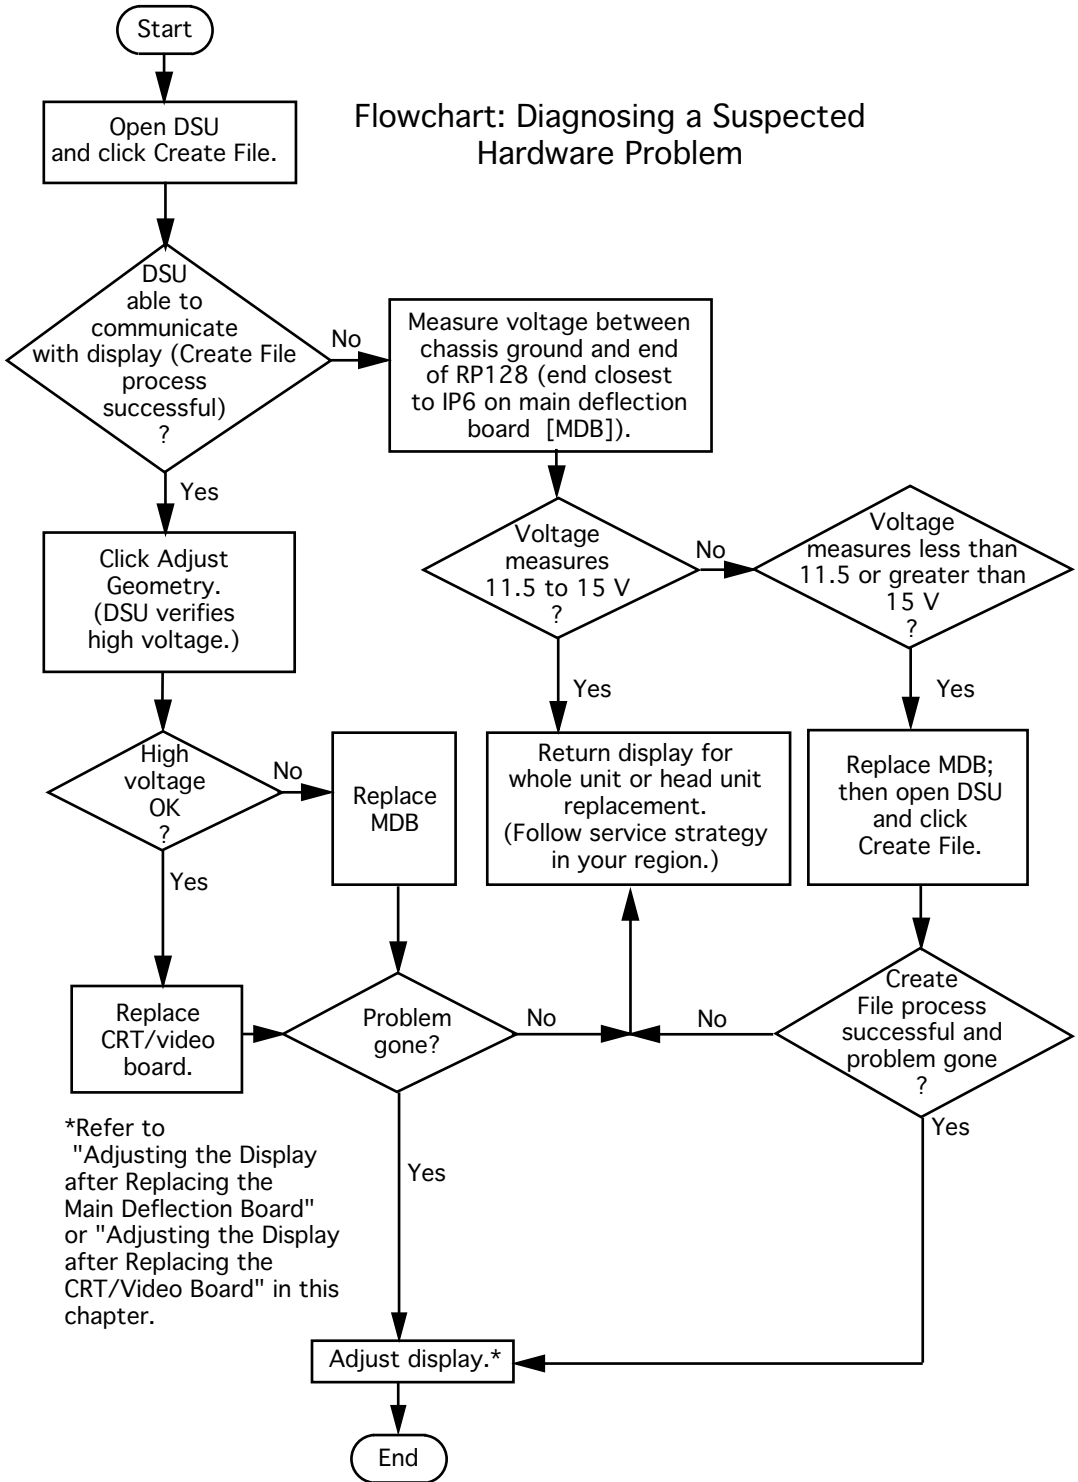 Start
Flowchart: Diagnosing a Suspected
Hardware Problem
Open DSU
and click Create File.
DSU
able to
communicate
with display (Create File
process
successful)
?
No
Measure voltage between
chassis ground and end
of RP128 (end closest
to IP6 on main deflection
board [MDB]).
Yes
Click Adjust
Geometry.
(DSU verifies
high voltage.)
Voltage
measures
11.5 to 15 V
?
No
Voltage
measures less than
11.5 or greater than
15 V
?
Yes
Yes
High
voltage
OK
?
No
Replace
MDB
Return display for
whole unit or head unit
replacement.
(Follow service strategy
in your region.)
Replace MDB;
then open DSU
and click
Create File.
Yes
Replace
CRT/video
board.
Problem
gone?
No
No
Create
File process
successful and
problem gone
?
Yes
Yes
*Refer to
"Adjusting the Display
after Replacing the
Main Deflection Board"
or "Adjusting the Display
after Replacing the
CRT/Video Board" in this
chapter.
Adjust display.*
End